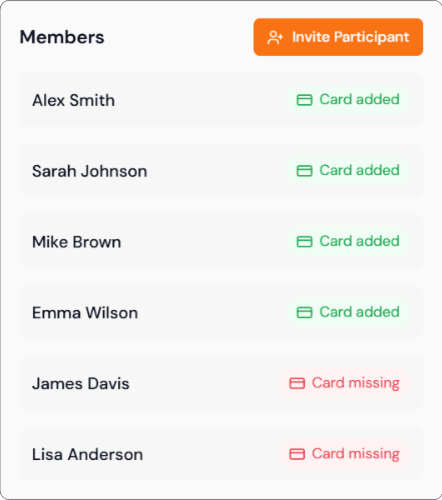 Members
Invite Participant
Alex Smith
Card added
Sarah Johnson
Card added
Mike Brown
Card added
Emma Wilson
Card added
James Davis
Card missing
Lisa Anderson
Card missing